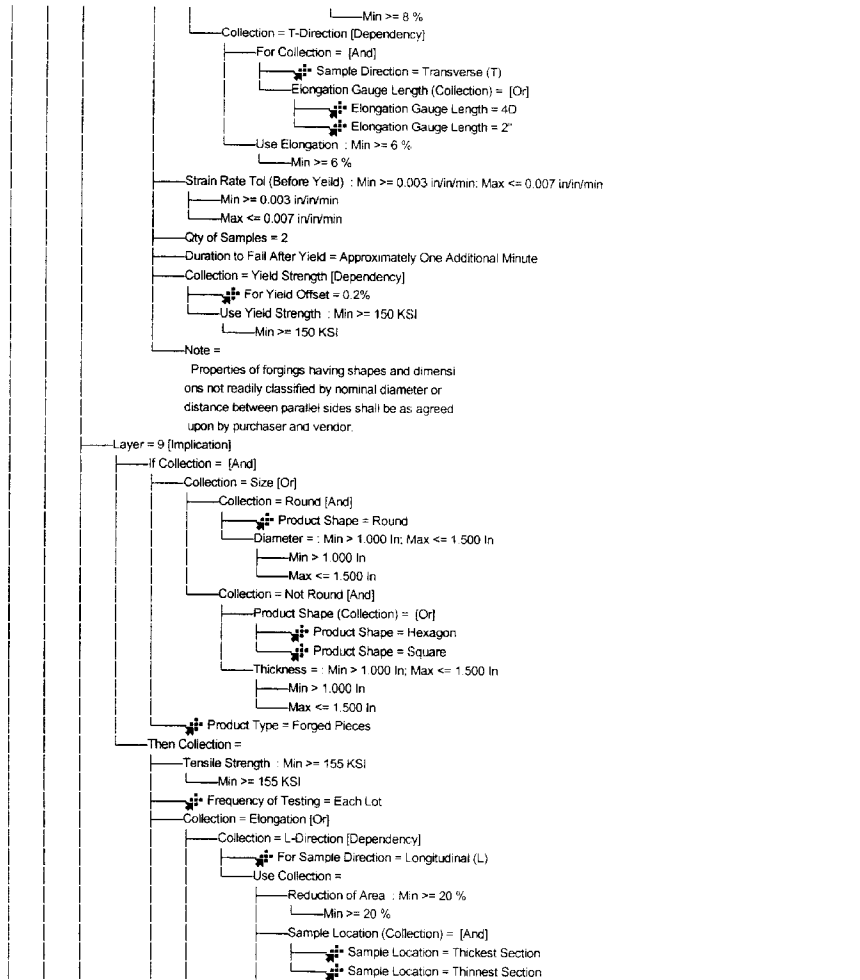 Min >= 8 %
Collection = T-Direction [Dependency]
For Collection = [And]
Sample Direction = Transverse (T)
Elongation Gauge Length (Collection) = [Or]
Elongation Gauge Length = 4D
Elongation Gauge Length = 2"
Use Elongation : Min >= 6 %
Min >= 6 %
Strain Rate Tol (Before Yeild) : Min >= 0.003 in/in/min; Max <= 0.007 in/in/min
Min >= 0.003 in/in/min
Max <= 0.007 in/in/min
Qty of Samples = 2
Duration to Fail After Yield = Approximately One Additional Minute
Collection = Yield Strength [Dependency]
For Yield Offset = 0.2%
Use Yield Strength : Min >= 150 KSI
Min >= 150 KSI
Note =
Properties of forgings having shapes and dimensi
ons not readily classified by nominal diameter or
distance between parallel sides shall be as agreed
upon by purchaser and vendor.
Layer = 9 [Implication]
If Collection = [And]
Collection = Size [Or]
Collection = Round [And]
Product Shape = Round
Diameter = : Min > 1.000 In; Max <= 1.500 In
Min > 1.000 In
Max <= 1.500 In
Collection = Not Round [And]
Product Shape (Collection) = [Or]
Product Shape = Hexagon
Product Shape = Square
Thickness = : Min > 1.000 In; Max <= 1.500 In
Min > 1.000 In
Max <= 1.500 In
Product Type = Forged Pieces
Then Collection =
Tensile Strength : Min >= 155 KSI
Min >= 155 KSI
Frequency of Testing = Each Lot
Collection = Elongation [Or]
Collection = L-Direction [Dependency]
For Sample Direction = Longitudinal (L)
Use Collection =
Reduction of Area : Min >= 20 %
Min >= 20 %
Sample Location (Collection) = [And]
Sample Location = Thickest Section
Sample Location = Thinnest Section